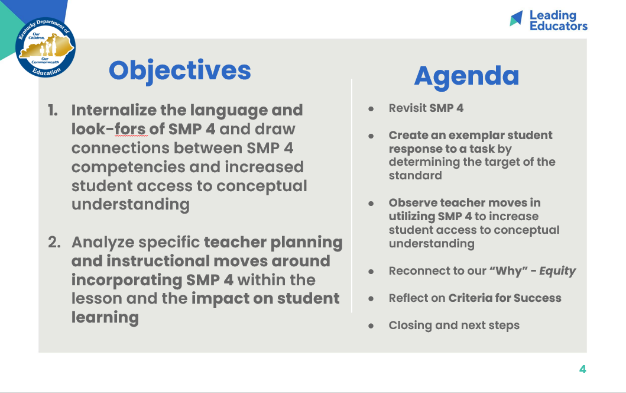 Kentucky Department of
Our Children,
Our Commonwealth
Education
Leading
Educators
Objectives
1. Internalize the language and
look-fors of SMP 4 and draw
connections between SMP 4
competencies and increased
student access to conceptual
understanding
2. Analyze specific teacher planning
and instructional moves around
incorporating SMP 4 within the
lesson and the impact on student
learning
Agenda
● Revisit SMP 4
● Create an exemplar student
response to a task by
determining the target of the
standard
● Observe teacher moves in
utilizing SMP 4 to increase
student access to conceptual
understanding
● Reconnect to our “Why” - Equity
● Reflect on Criteria for Success
● Closing and next steps
4